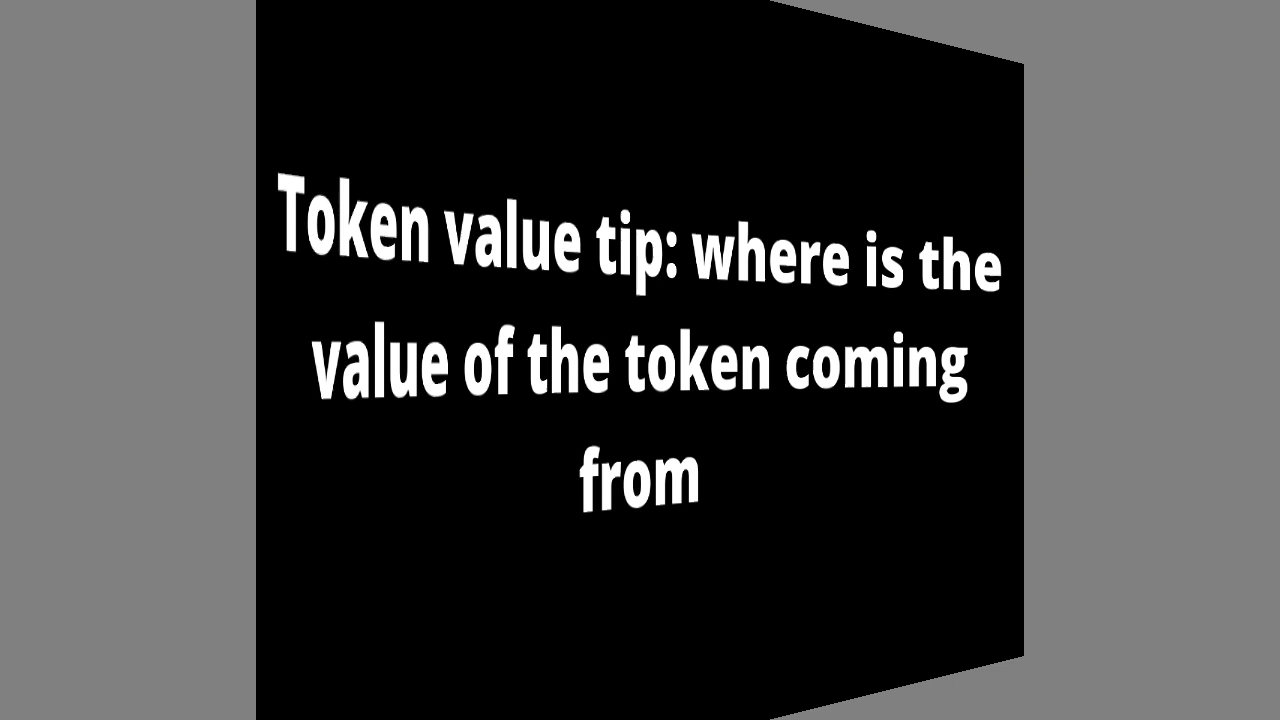 Token value tip: where is the
value of the token coming
from